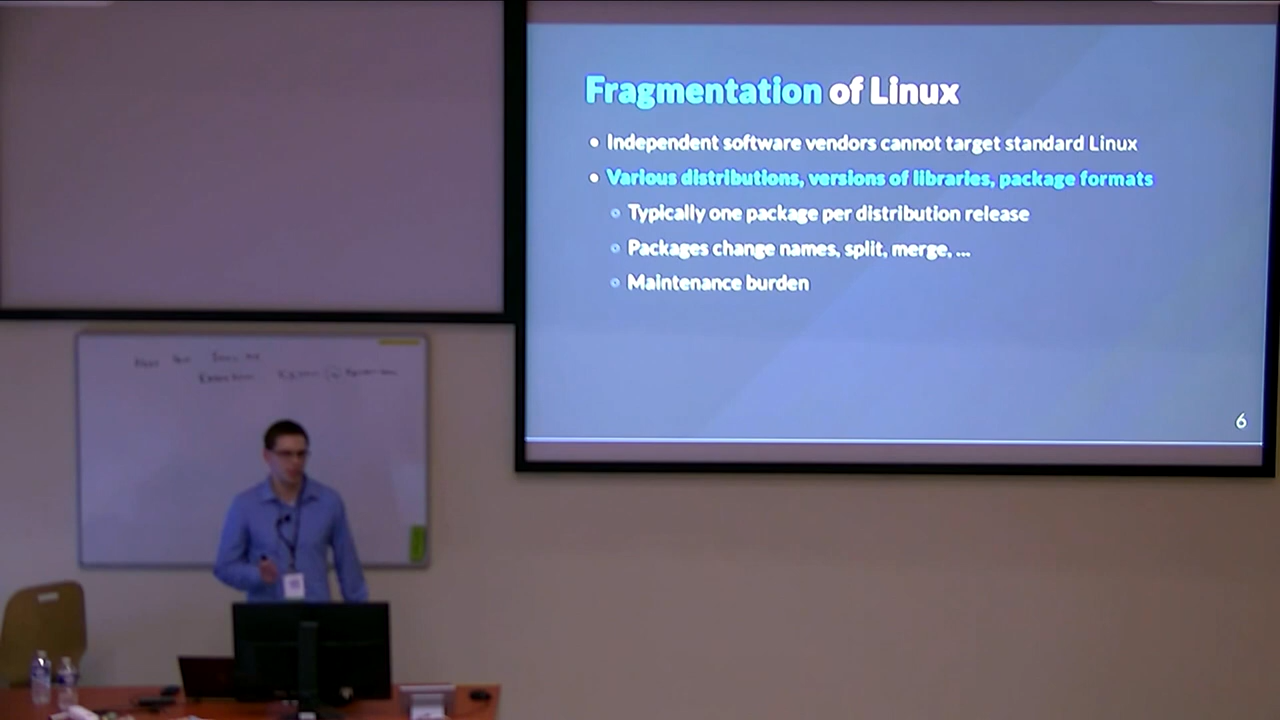 Fragmentation of Linux
• Independent software vendors cannot target standard Linux
• Various distributions, versions of libraries, package formats
◦ Typically one package per distribution release
◦ Packages change names, split, merge, ...
◦ Maintenance burden
6